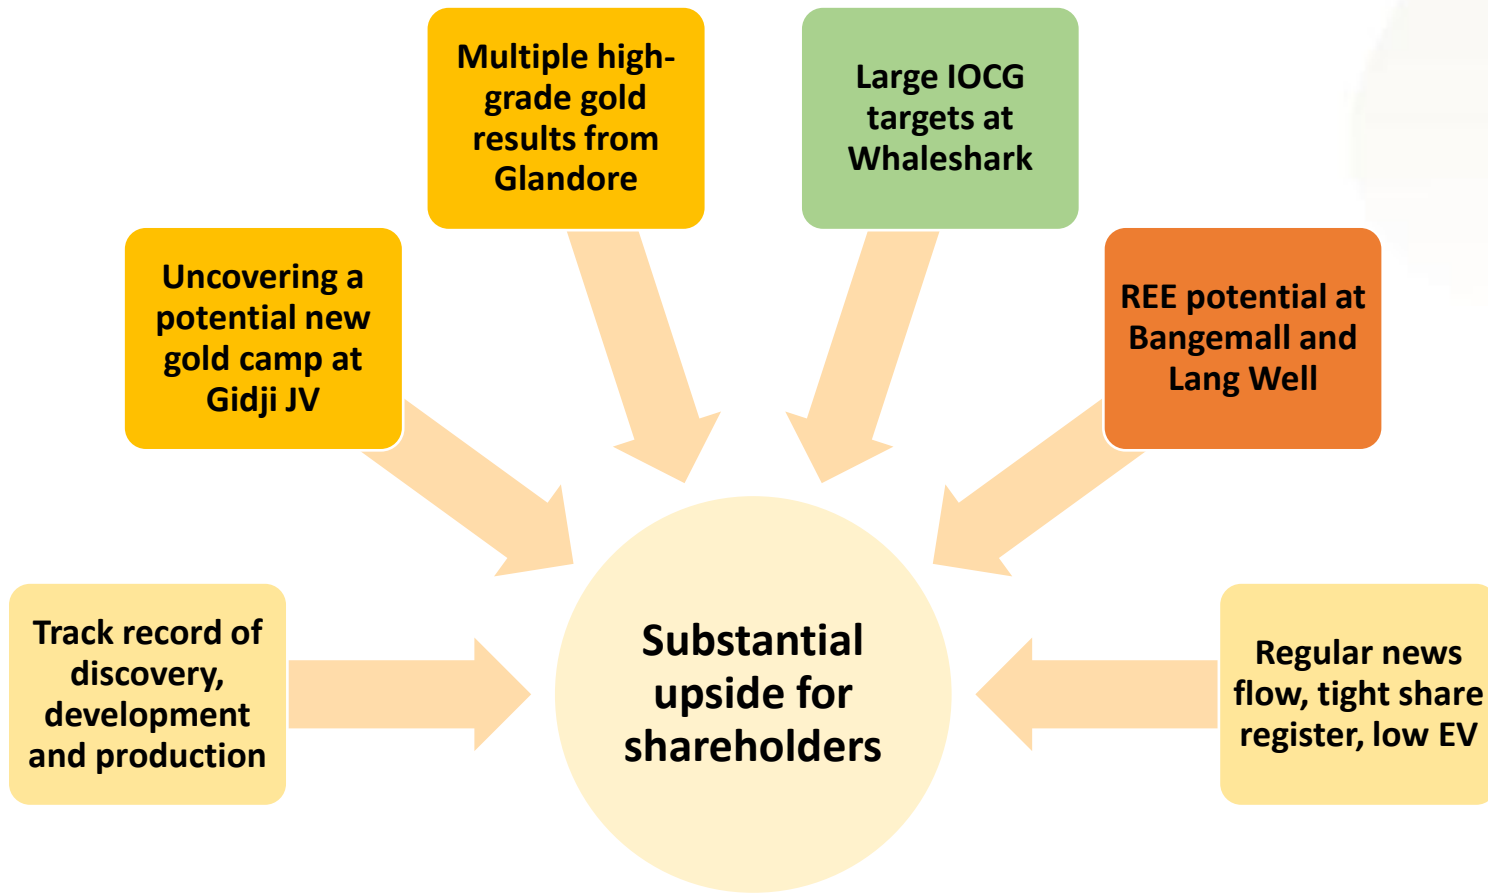 Multiple high-
grade gold
results from
Glandore
Large IOCG
targets at
Whaleshark
Uncovering a
potential new
gold camp at
Gidji JV
REE potential at
Bangemall and
Lang Well
Track record of
discovery,
development
and production
Substantial
upside for
shareholders
Regular news
flow, tight share
register, low EV